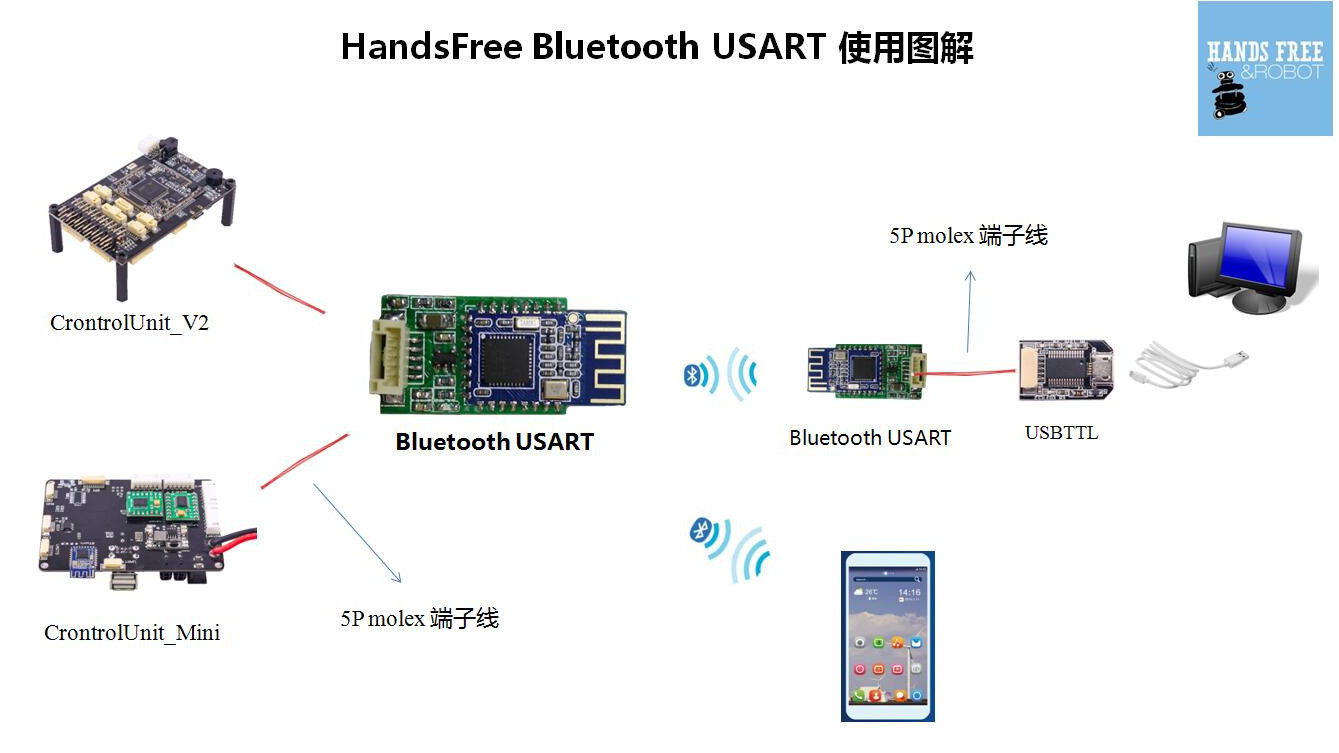 HandsFree Bluetooth USART 使用图解
HANDS FREE
&ROBOT
5P molex 端子线
CrontrolUnit_V2
Bluetooth USART
Bluetooth USART
USBTTL
26℃
14:16
5P molex 端子线
CrontrolUnit_Mini